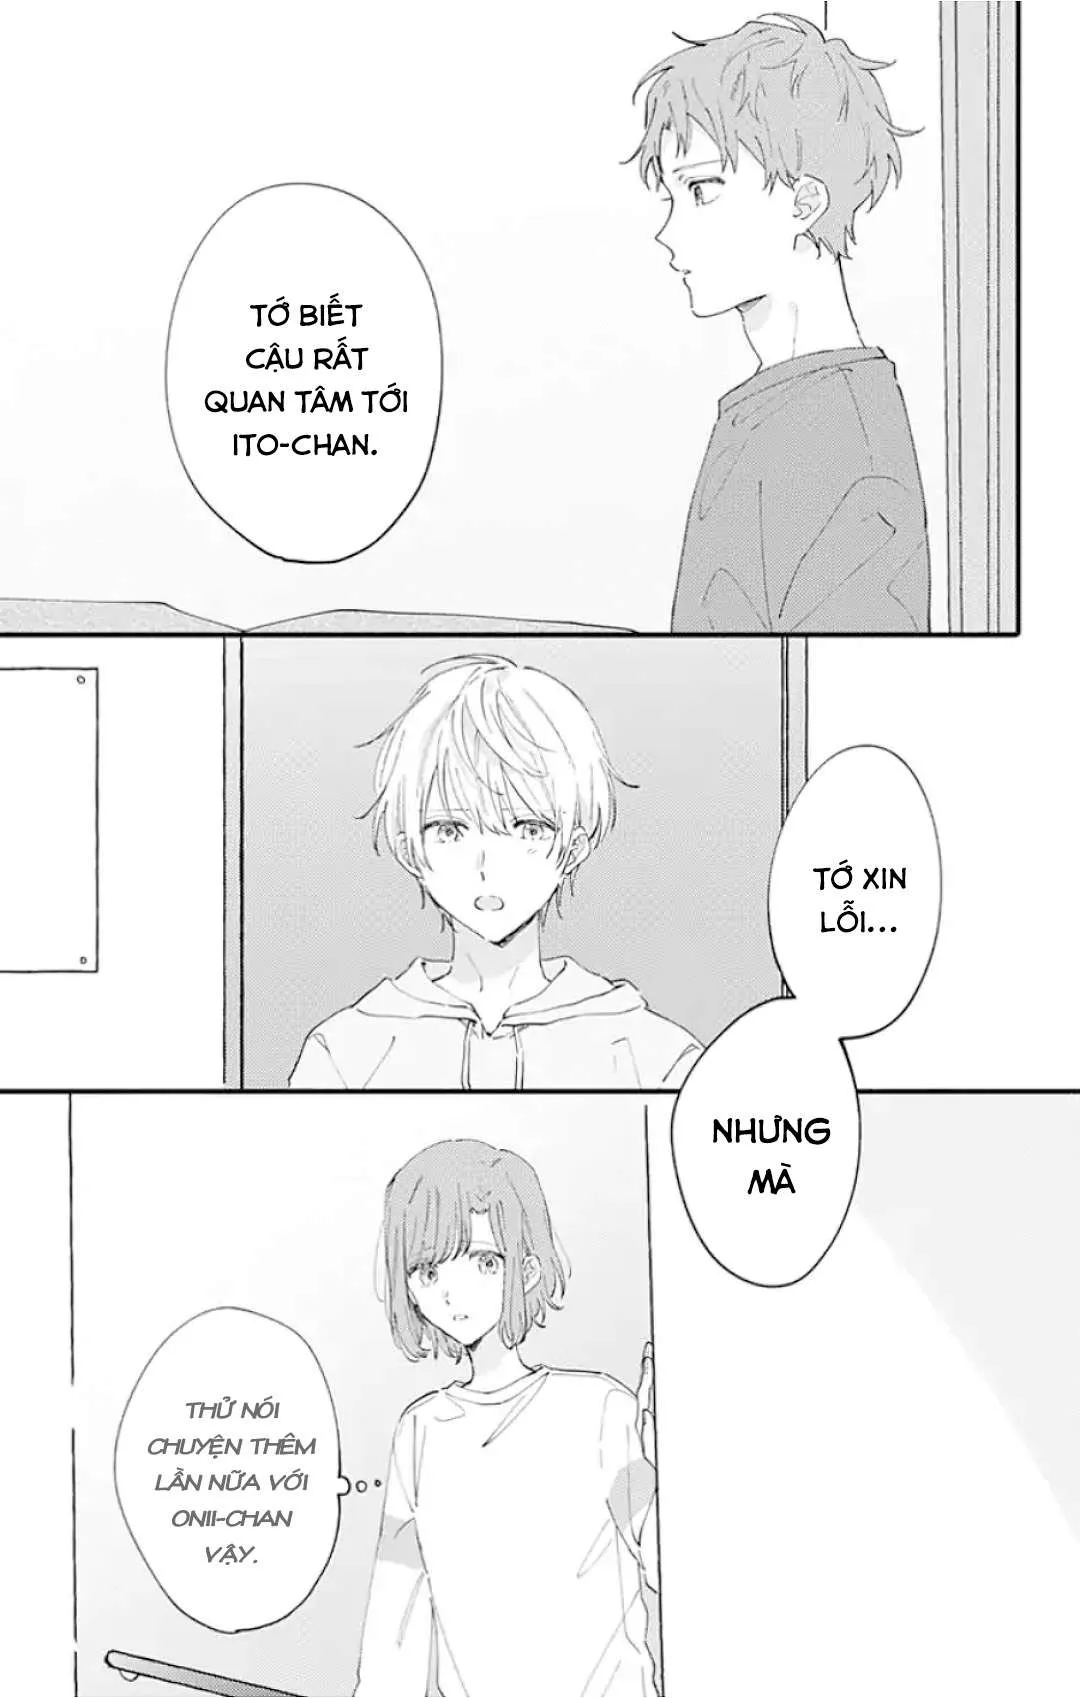 TỚ BIẾT
CẬU RẤT
QUAN TÂM TỚI
ITO-CHAN.
TỚ XIN
LỖI...
NHƯNG
MÀ
THỬ NÓI
CHUYỆN THÊM
LẦN NỮA VỚI
ONII-CHAN
VẬY.